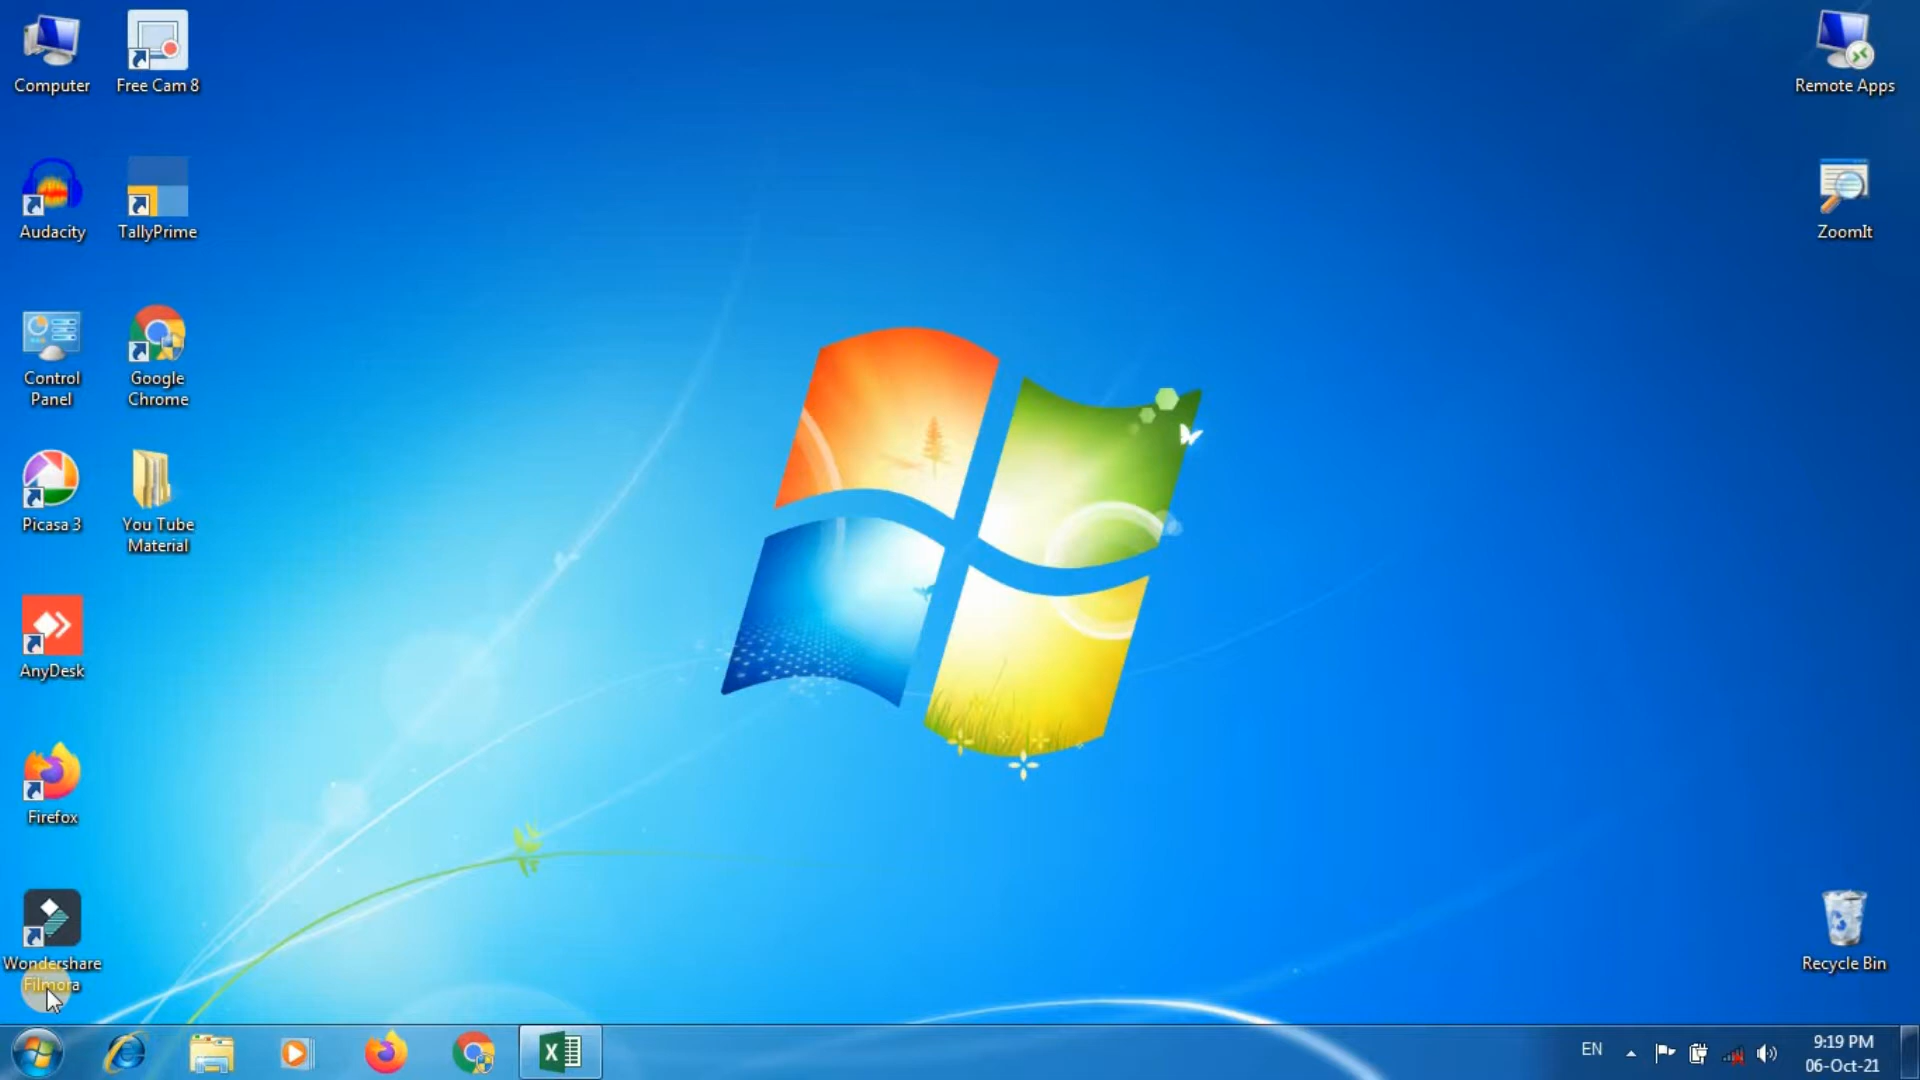 Computer
Free Cam 8
Remote Apps
Audacity
TallyPrime
ZoomIt
Control
Panel
Google
Chrome
Picasa 3
You Tube
Material
AnyDesk
Firefox
Wondershare
Filmora
Recycle Bin
X
EN
9:19 PM
06-Oct-21